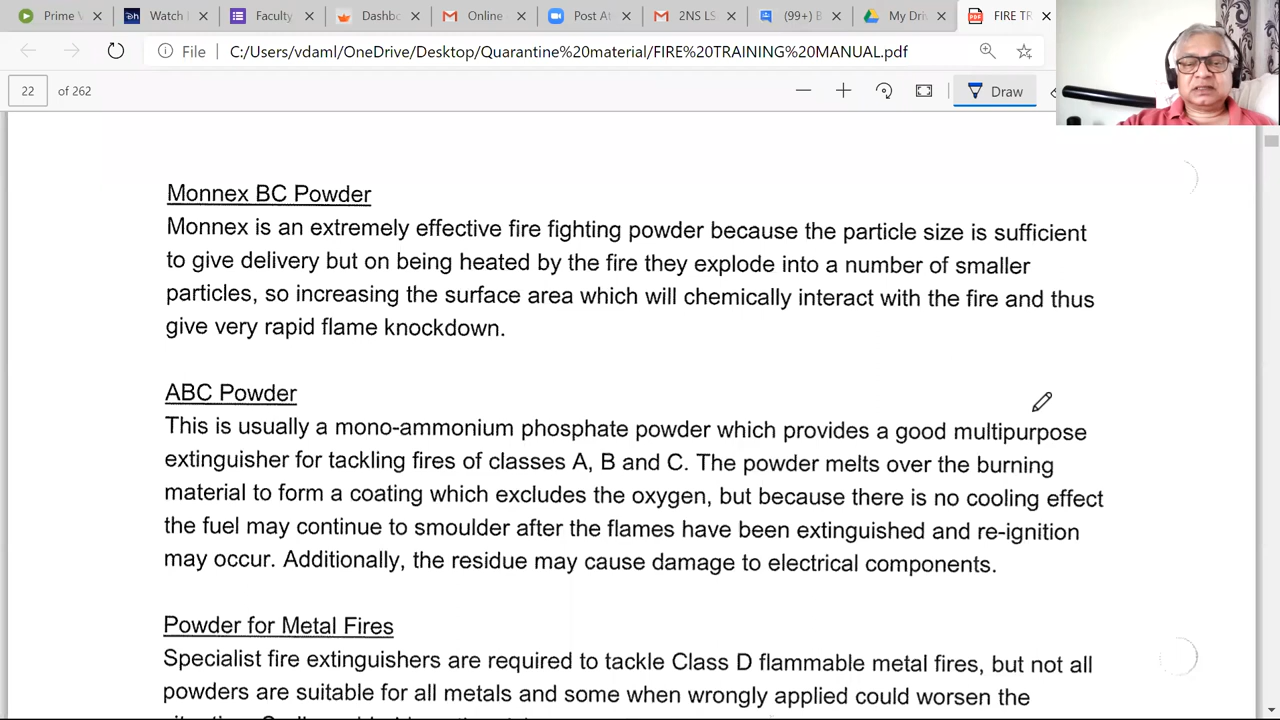 Prime V
Watch I
Faculty
Dashb
Online
Post At
2NS S
(99+) E
My Driv
FIRE TR
File
C:/Users/vdaml/OneDrive/Desktop/Quarantine%20material/FIRE%20TRAINING%20MANUAL.pdf
22 of 262
Draw
Monnex BC Powder
Monnex is an extremely effective fire fighting powder because the particle size is sufficient
to give delivery but on being heated by the fire they explode into a number of smaller
particles, so increasing the surface area which will chemically interact with the fire and thus
give very rapid flame knockdown.
ABC Powder
This is usually a mono-ammonium phosphate powder which provides a good multipurpose
extinguisher for tackling fires of classes A, B and C. The powder melts over the burning
material to form a coating which excludes the oxygen, but because there is no cooling effect
the fuel may continue to smoulder after the flames have been extinguished and re-ignition
may occur. Additionally, the residue may cause damage to electrical components.
Powder for Metal Fires
Specialist fire extinguishers are required to tackle Class D flammable metal fires, but not all
powders are suitable for all metals and some when wrongly applied could worsen the